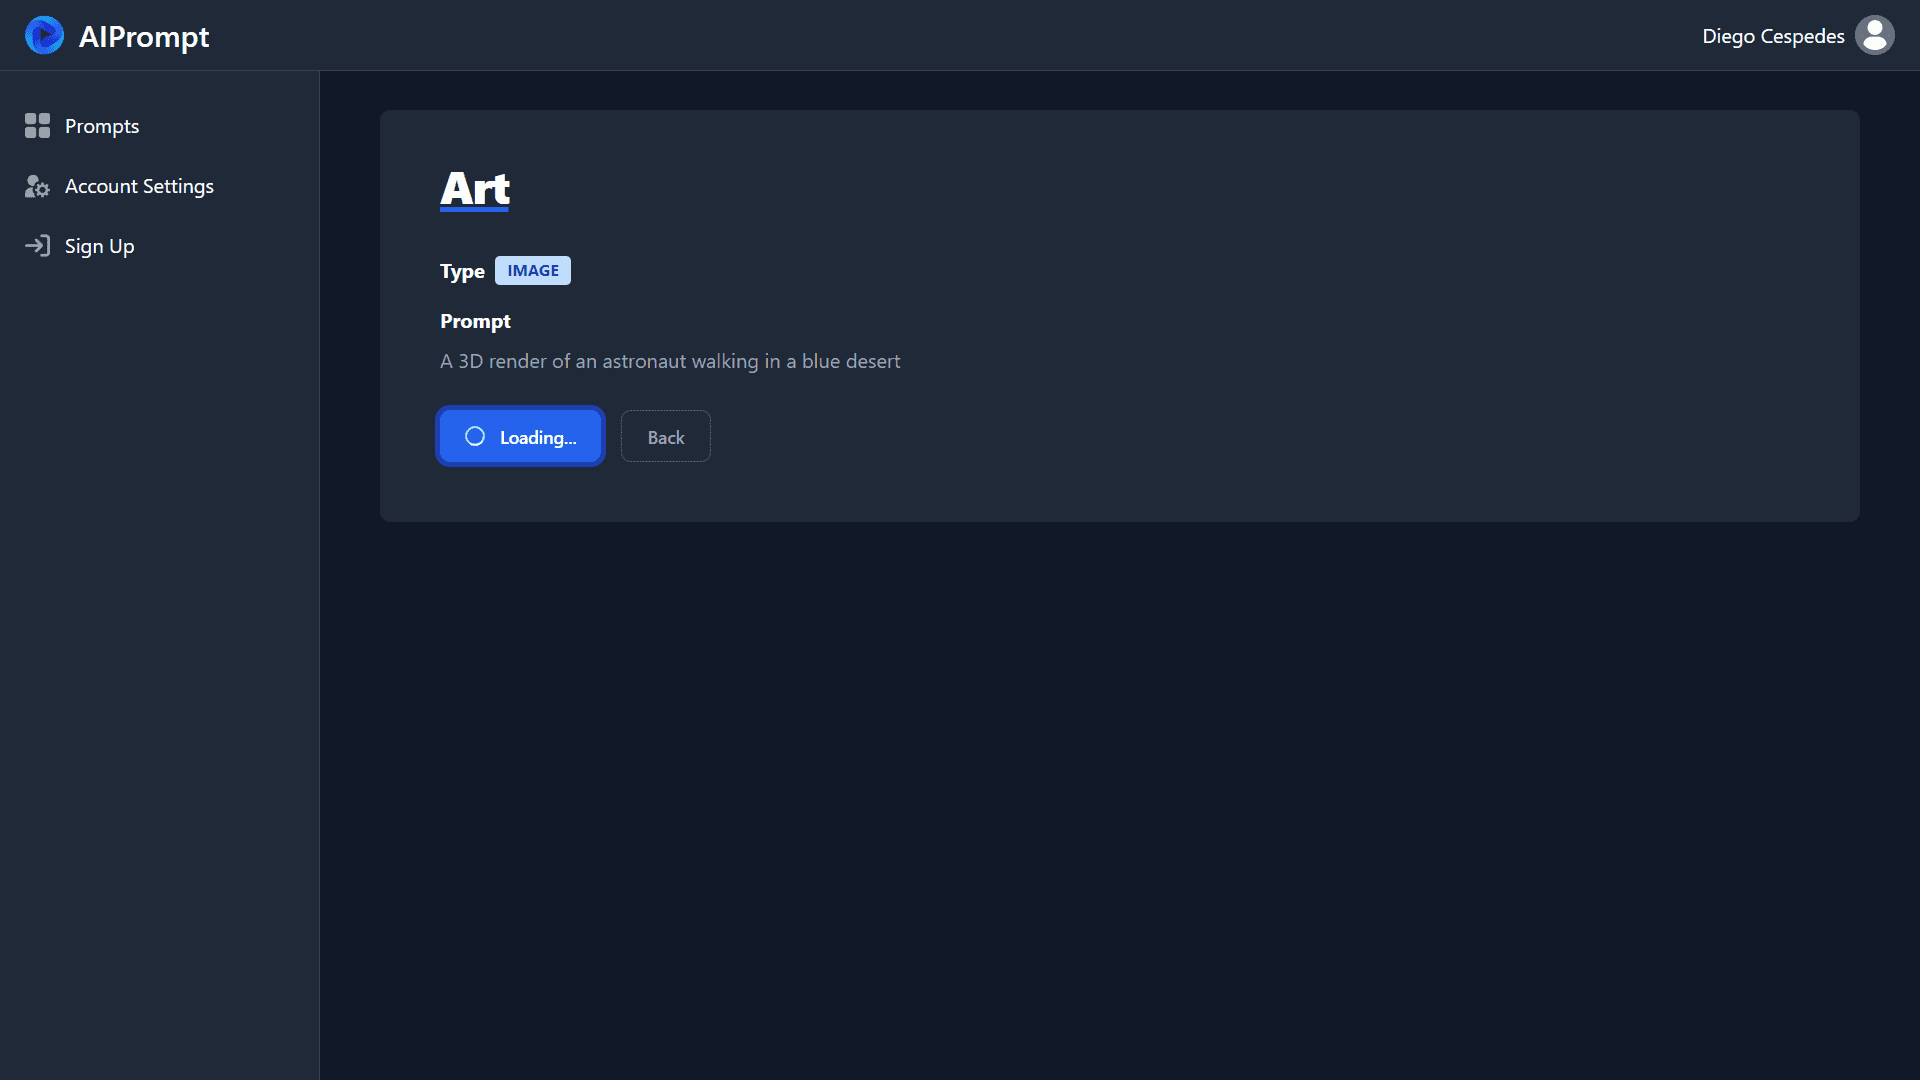 AIPrompt
Diego Cespedes
Prompts
Account Settings
Sign Up
Art
Type IMAGE
Prompt
A 3D render of an astronaut walking in a blue desert
Loading... Back